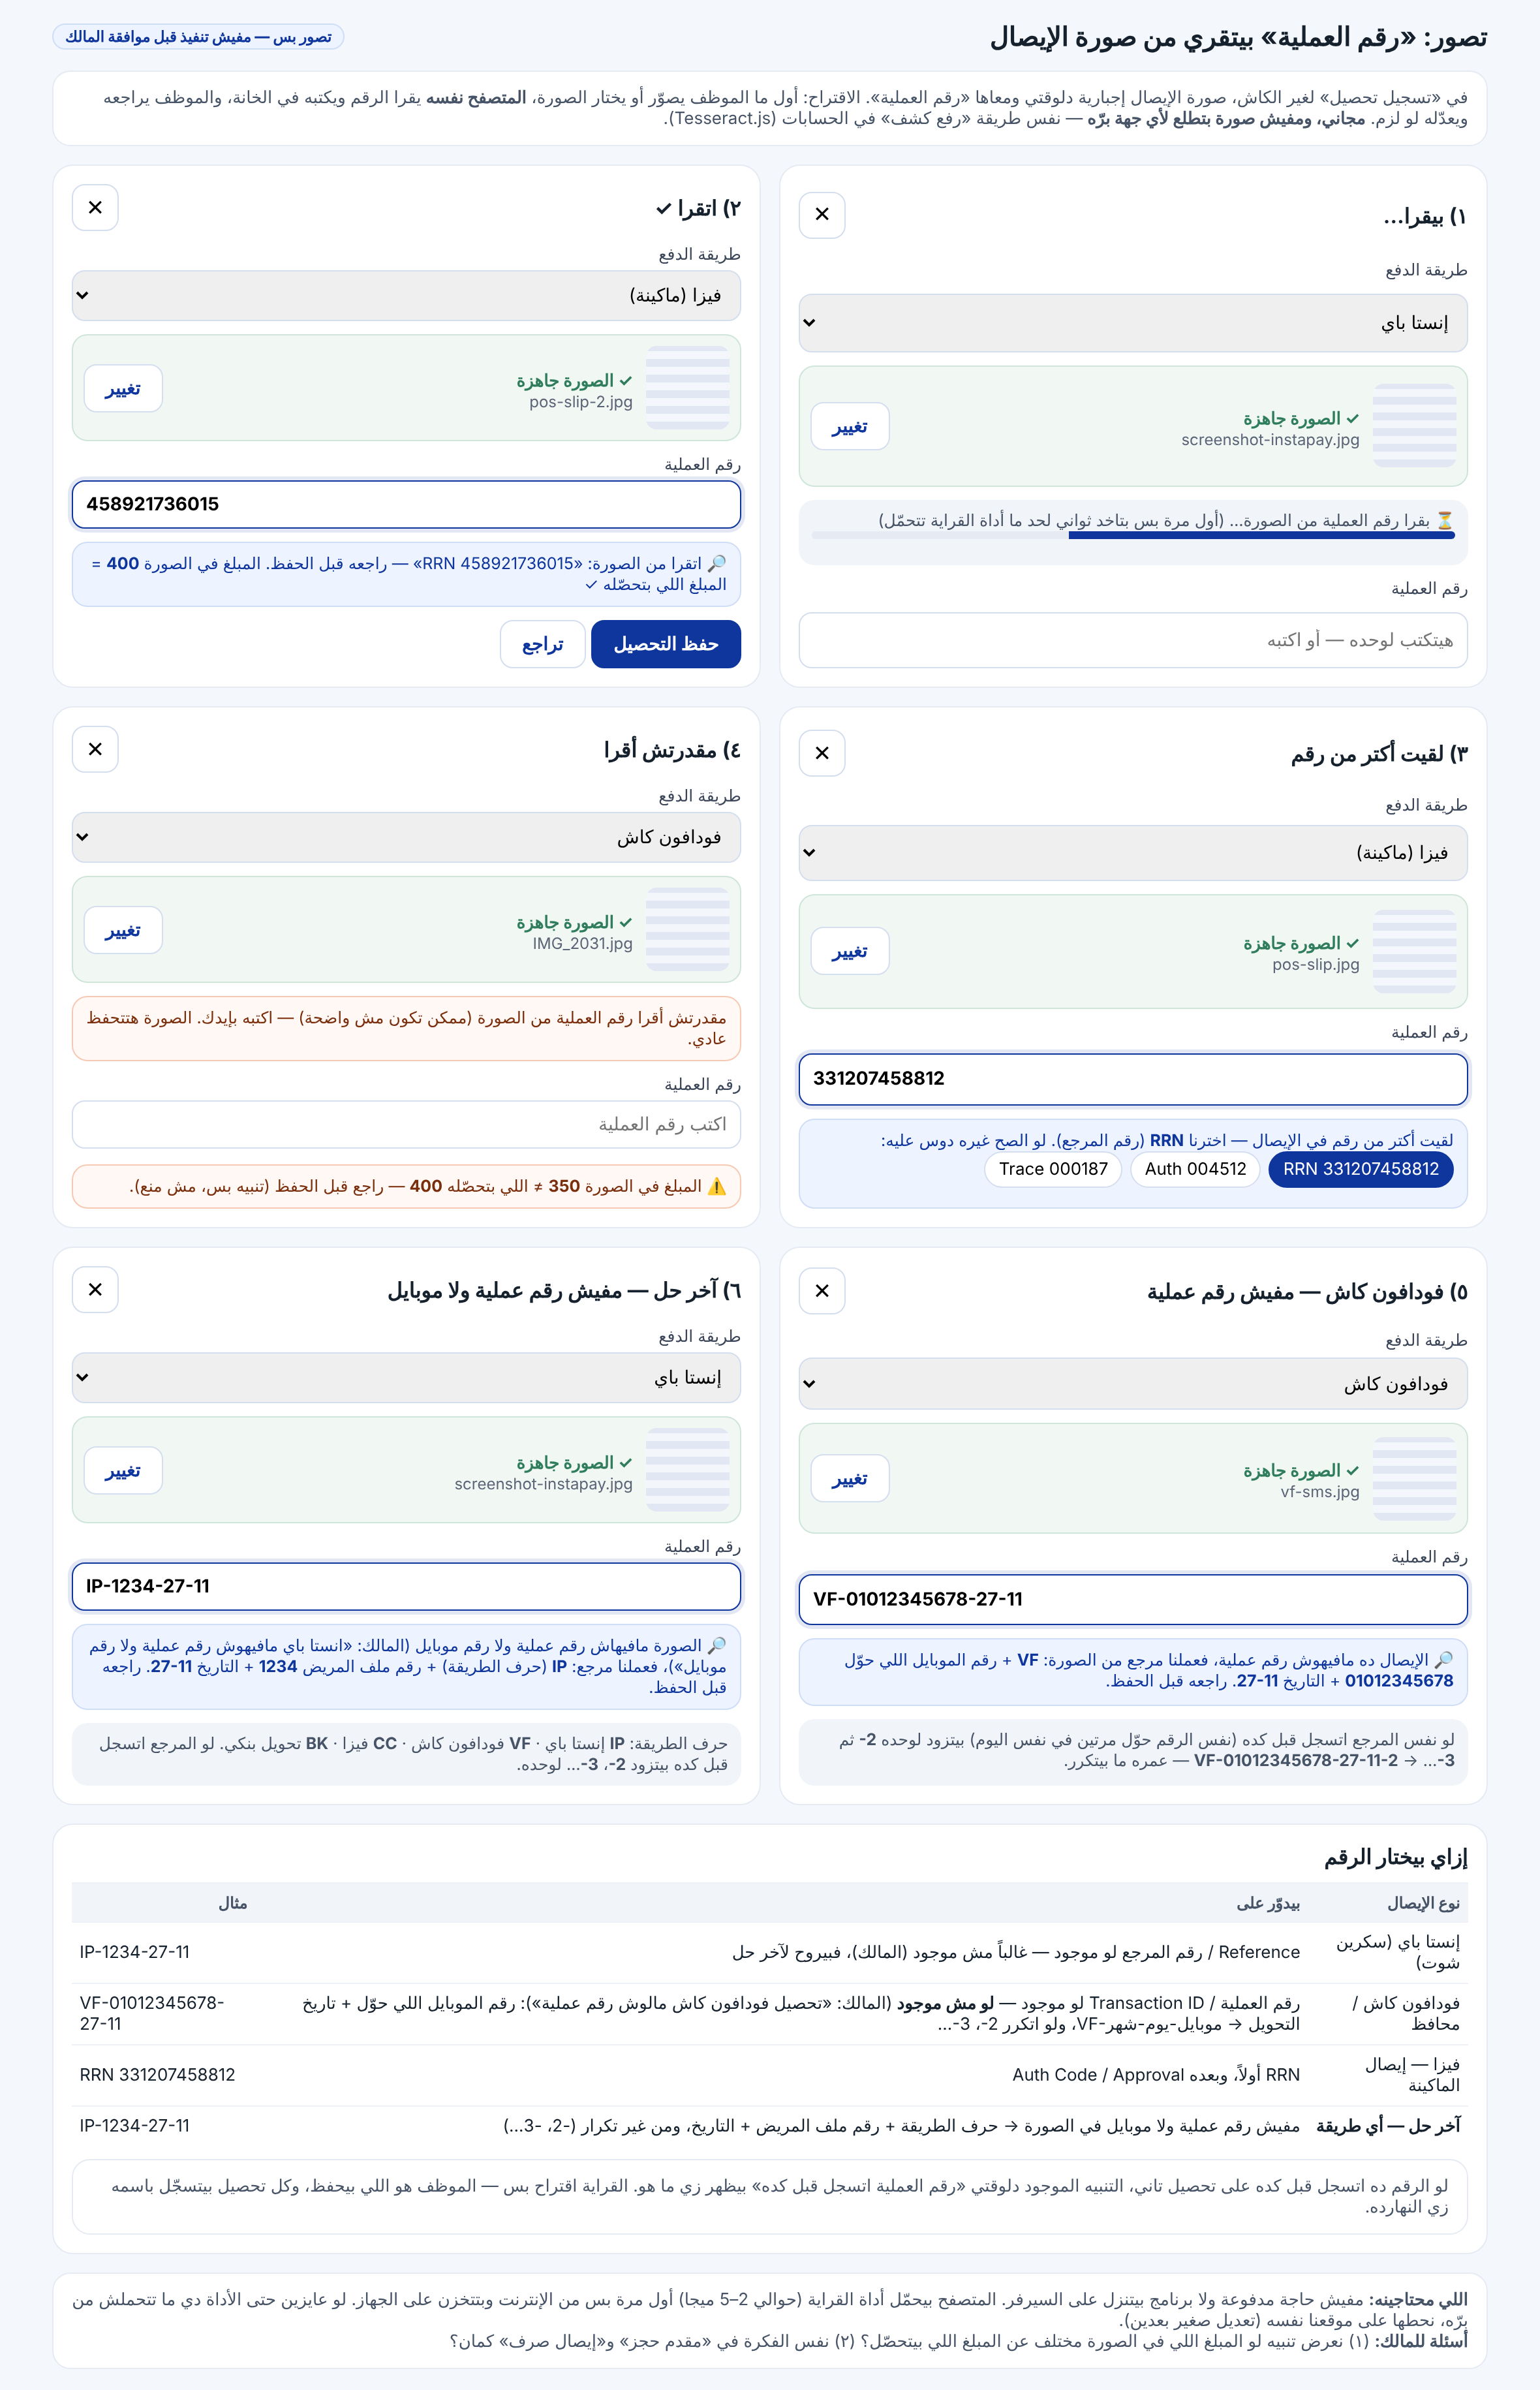 تصور: «رقم العملية» بيتقري من صورة الإيصال
تصور بس — مفيش تنفيذ قبل موافقة المالك
في «تسجيل تحصيل» لغير الكاش، صورة الإيصال إجبارية دلوقتي ومعاها «رقم العملية». الاقتراح: أول ما الموظف يصوّر أو يختار الصورة، المتصفح نفسه يقرا الرقم ويكتبه في الخانة، والموظف يراجعه
ويعدّله لو لزم. مجاني، ومفيش صورة بتطلع لأي جهة برّه — نفس طريقة «رفع كشف» في الحسابات (Tesseract.js).
١) بيقرا...
✕
طريقة الدفع
إنستا باي
✓ الصورة جاهزة
screenshot-instapay.jpg
تغيير
⏳ بقرا رقم العملية من الصورة... (أول مرة بس بتاخد ثواني لحد ما أداة القراية تتحمّل)
رقم العملية
هيتكتب لوحده — أو اكتبه
٢) اتقرا ✓
✕
طريقة الدفع
فيزا (ماكينة)
✓ الصورة جاهزة
pos-slip-2.jpg
تغيير
رقم العملية
458921736015
🔎 اتقرا من الصورة: «RRN 458921736015» — راجعه قبل الحفظ. المبلغ في الصورة 400 =
المبلغ اللي بتحصّله ✓
حفظ التحصيل
تراجع
٣) لقيت أكتر من رقم
✕
طريقة الدفع
فيزا (ماكينة)
✓ الصورة جاهزة
pos-slip.jpg
تغيير
رقم العملية
331207458812
لقيت أكتر من رقم في الإيصال — اخترنا RRN (رقم المرجع). لو الصح غيره دوس عليه:
RRN 331207458812
Auth 004512
Trace 000187
٤) مقدرتش أقرا
✕
طريقة الدفع
فودافون كاش
✓ الصورة جاهزة
IMG_2031.jpg
تغيير
مقدرتش أقرا رقم العملية من الصورة (ممكن تكون مش واضحة) — اكتبه بإيدك. الصورة هتتحفظ
عادي.
رقم العملية
اكتب رقم العملية
⚠️ المبلغ في الصورة 350 ≠ اللي بتحصّله 400 — راجع قبل الحفظ (تنبيه بس، مش منع).
٥) فودافون كاش — مفيش رقم عملية
✕
طريقة الدفع
فودافون كاش
✓ الصورة جاهزة
vf-sms.jpg
تغيير
رقم العملية
VF-01012345678-27-11
🔎 الإيصال ده مافيهوش رقم عملية، فعملنا مرجع من الصورة: VF + رقم الموبايل اللي حوّل
01012345678 + التاريخ 27-11. راجعه قبل الحفظ.
لو نفس المرجع اتسجل قبل كده (نفس الرقم حوّل مرتين في نفس اليوم) بيتزود لوحده 2- ثم
3-... → VF-01012345678-27-11-2 — عمره ما بيتكرر.
٦) آخر حل — مفيش رقم عملية ولا موبايل
✕
طريقة الدفع
إنستا باي
✓ الصورة جاهزة
screenshot-instapay.jpg
تغيير
رقم العملية
IP-1234-27-11
🔎 الصورة مافيهاش رقم عملية ولا رقم موبايل (المالك: «انستا باي مافيهوش رقم عملية ولا رقم
موبايل»)، فعملنا مرجع: IP (حرف الطريقة) + رقم ملف المريض 1234 + التاريخ 27-11. راجعه
قبل الحفظ.
حرف الطريقة: IP إنستا باي · VF فودافون كاش · CC فيزا · BK تحويل بنكي. لو المرجع اتسجل
قبل كده بيتزود 2-، 3-... لوحده.
إزاي بيختار الرقم
نوع الإيصال
بيدوّر على
مثال
إنستا باي (سكرين
شوت)
Reference / رقم المرجع لو موجود — غالباً مش موجود (المالك)، فبيروح لآخر حل
IP-1234-27-11
فودافون كاش /
محافظ
رقم العملية / Transaction ID لو موجود — لو مش موجود (المالك: «تحصيل فودافون كاش مالوش رقم عملية»): رقم الموبايل اللي حوّل + تاريخ
التحويل → موبايل-يوم-شهر-VF، ولو اتكرر 2-، 3-...
VF-01012345678-
27-11
فيزا — إيصال
الماكينة
RRN أولاً، وبعده Auth Code / Approval
RRN 331207458812
آخر حل — أي طريقة
مفيش رقم عملية ولا موبايل في الصورة → حرف الطريقة + رقم ملف المريض + التاريخ، ومن غير تكرار (-2، -3...)
IP-1234-27-11
لو الرقم ده اتسجل قبل كده على تحصيل تاني، التنبيه الموجود دلوقتي «رقم العملية اتسجل قبل كده» بيظهر زي ما هو. القراية اقتراح بس — الموظف هو اللي بيحفظ، وكل تحصيل بيتسجّل باسمه
زي النهارده.
اللي محتاجينه: مفيش حاجة مدفوعة ولا برنامج بيتنزل على السيرفر. المتصفح بيحمّل أداة القراية (حوالي 2–5 ميجا) أول مرة بس من الإنترنت وبتتخزن على الجهاز. لو عايزين حتى الأداة دي ما تتحملش من
برّه، نحطها على موقعنا نفسه (تعديل صغير بعدين).
أسئلة للمالك: (١) نعرض تنبيه لو المبلغ اللي في الصورة مختلف عن المبلغ اللي بيتحصّل؟ (٢) نفس الفكرة في «مقدم حجز» و«إيصال صرف» كمان؟